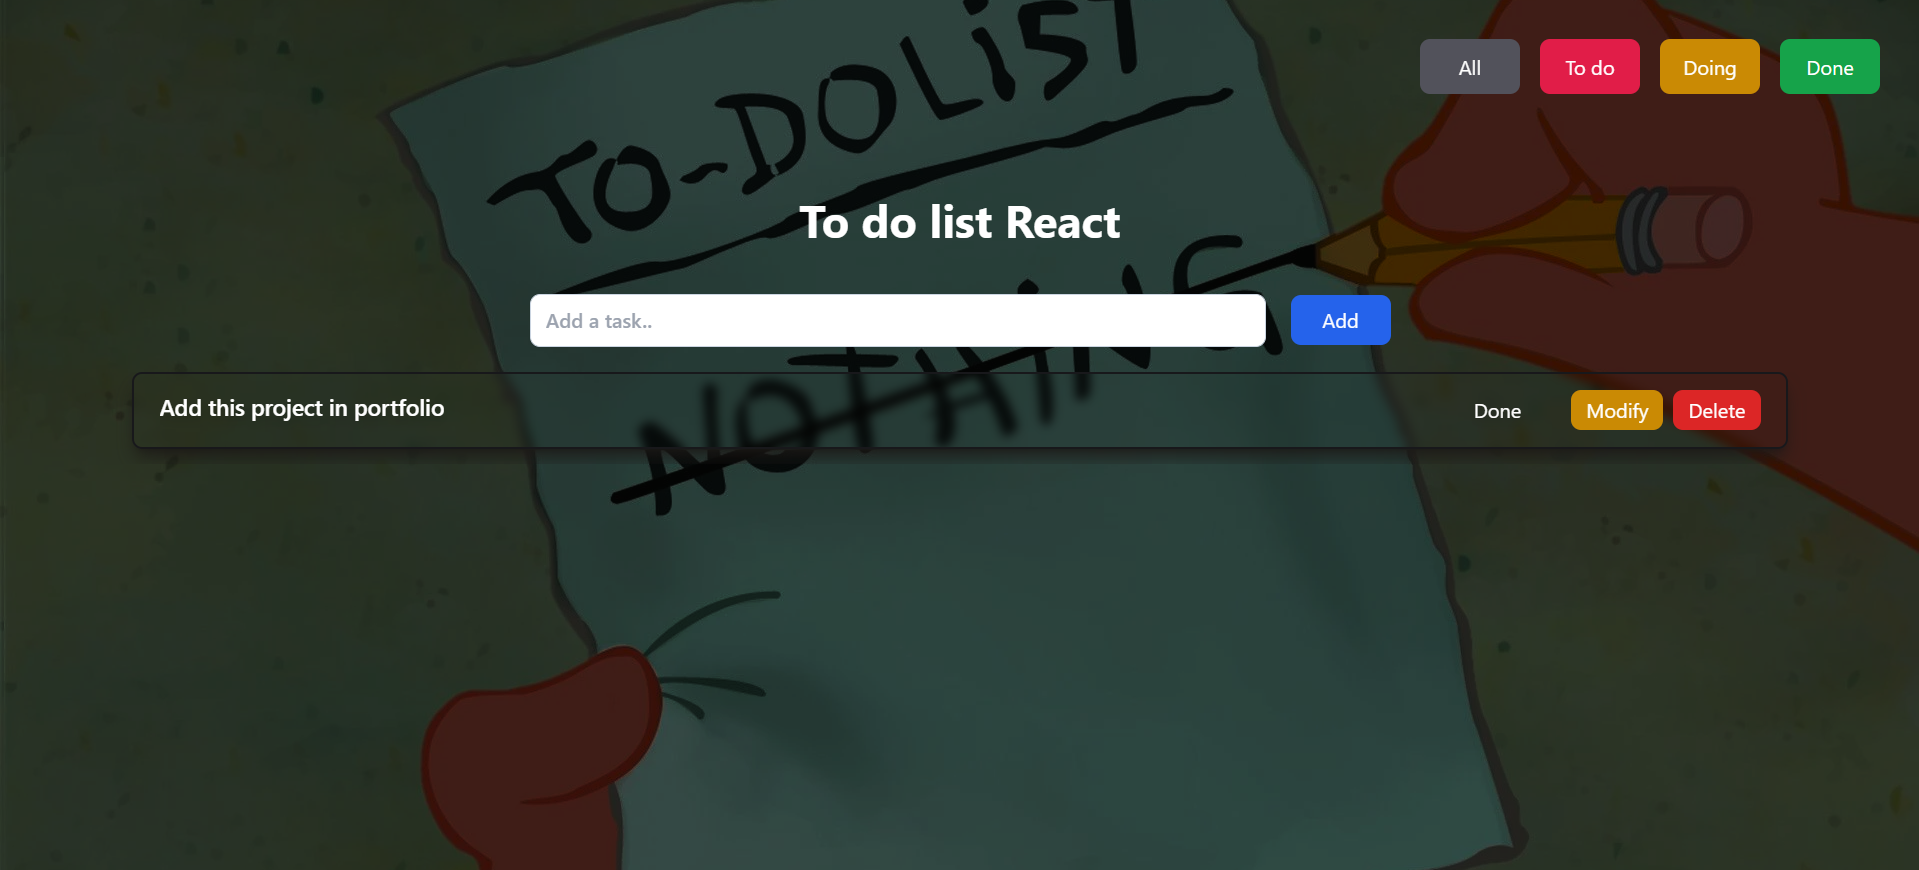 TO-DO LiST
All
To do
Doing
Done
To do list React
NOTHING
Add a task..
Add
Add this project in portfolio
Done
Modify
Delete